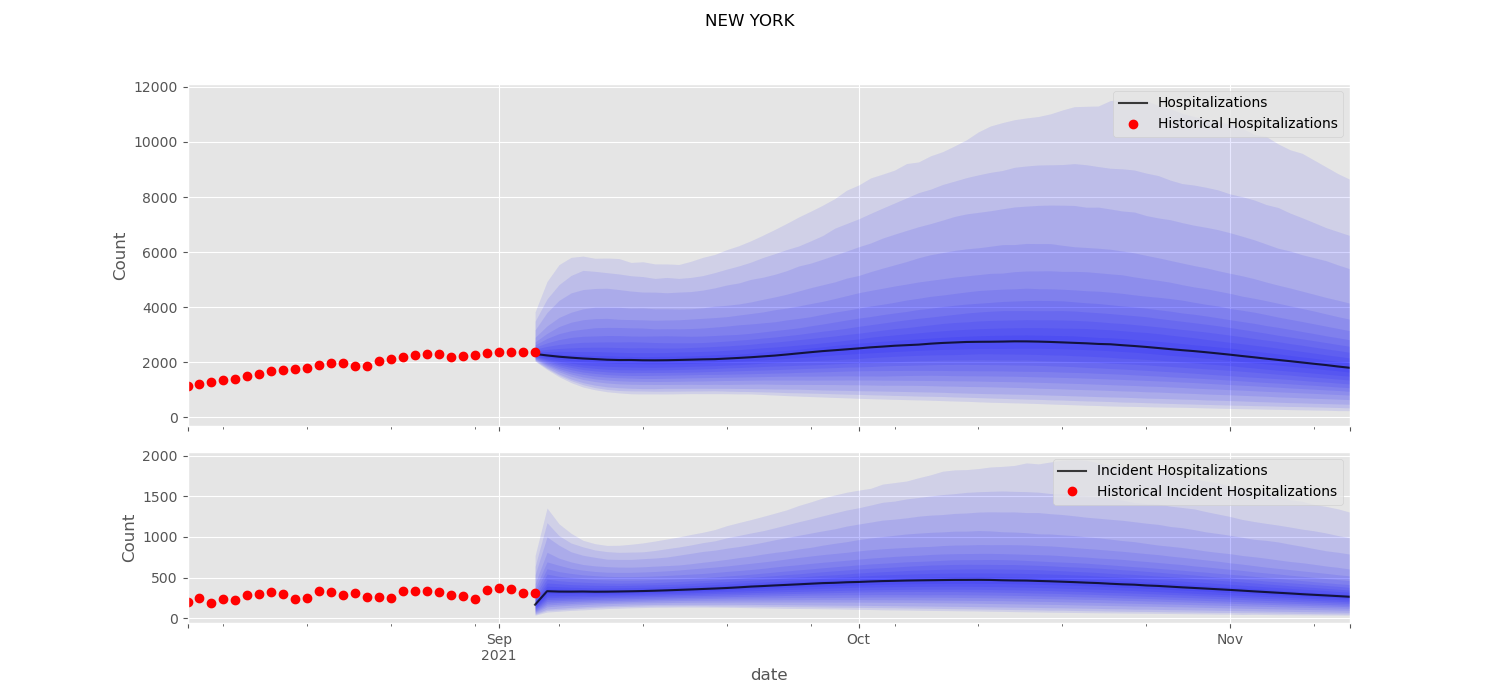 NEW YORK
12000
10000
8000
6000
4000
2000
0
Count
Hospitalizations
Historical Hospitalizations
2000
1500
1000
500
0
Count
Incident Hospitalizations
Historical Incident Hospitalizations
Sep
2021
Oct
Nov
date